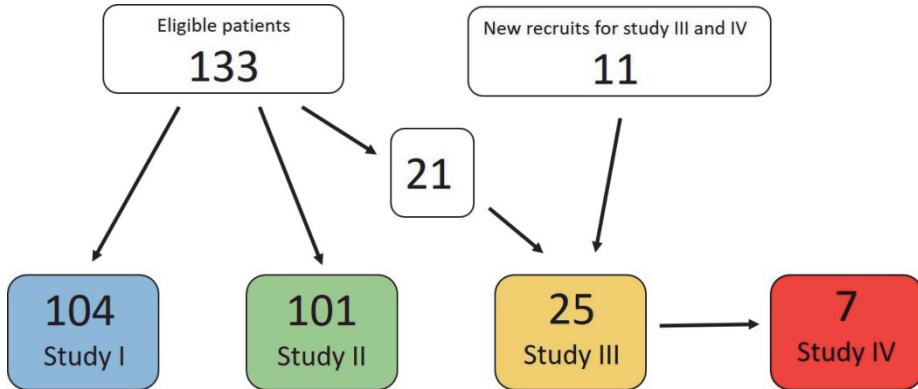 Eligible patients
133
New recruits for study III and IV
11
21
104
Study I
101
Study II
25
Study III
7
Study IV